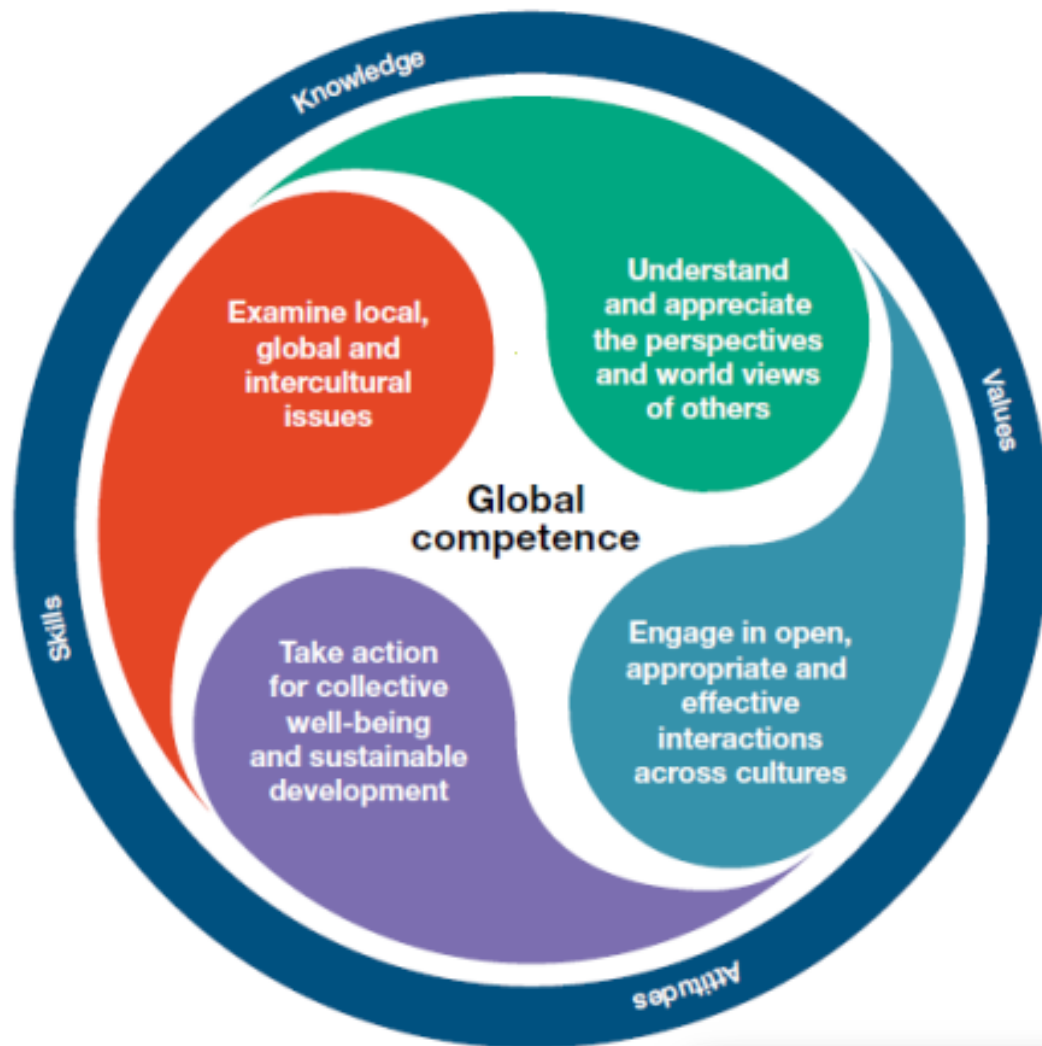 Knowledge
Understand
and appreciate
the perspectives
and world views
of others
Examine local,
global and
intercultural
issues
Values
Global
competence
Skills
Take action
for collective
well-being
and sustainable
development
Engage in open,
appropriate and
effective
interactions
across cultures
Attitudes